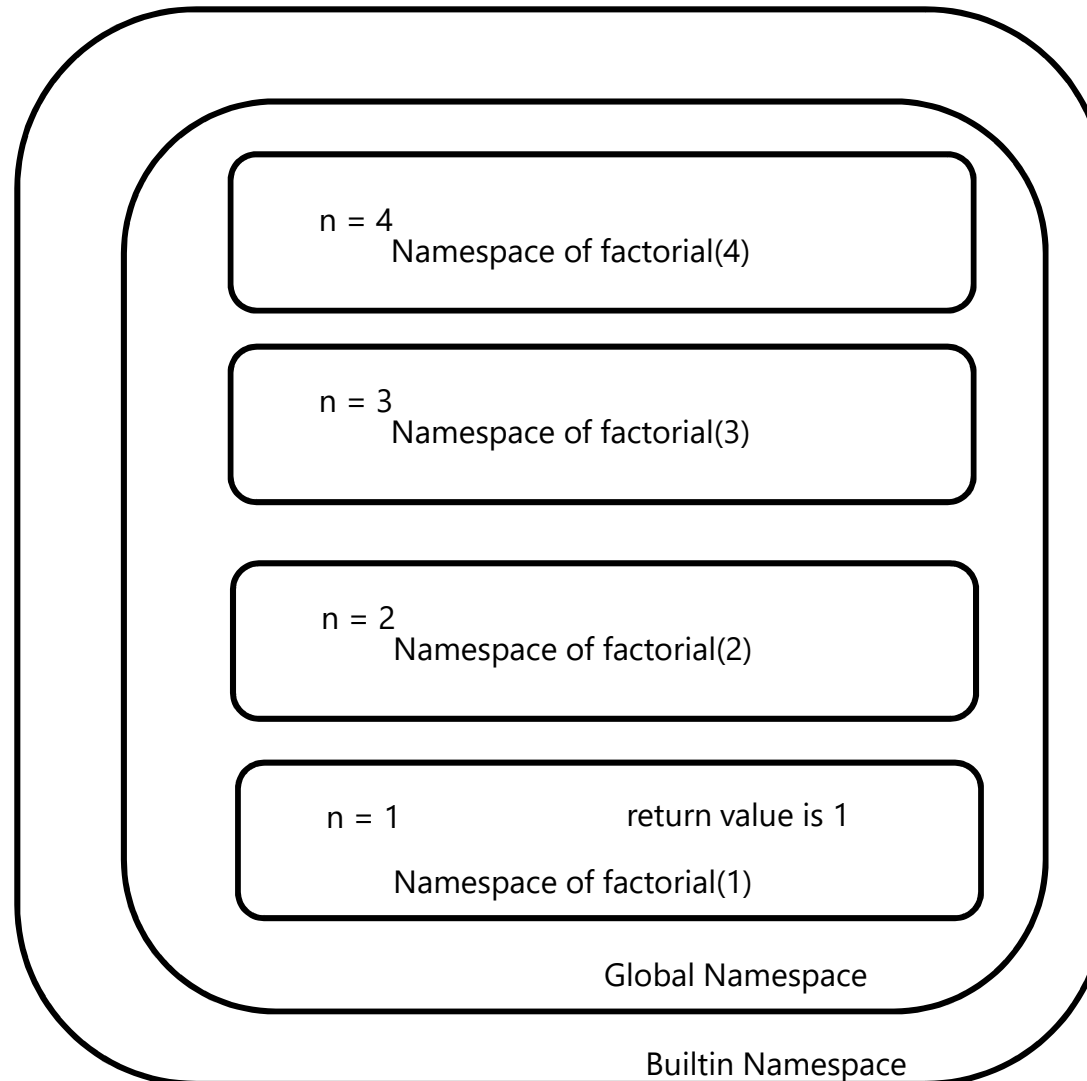 n = 4
Namespace of factorial(4)
n = 3
Namespace of factorial(3)
n = 2
Namespace of factorial(2)
n = 1 return value is 1
Namespace of factorial(1)
Global Namespace
Builtin Namespace